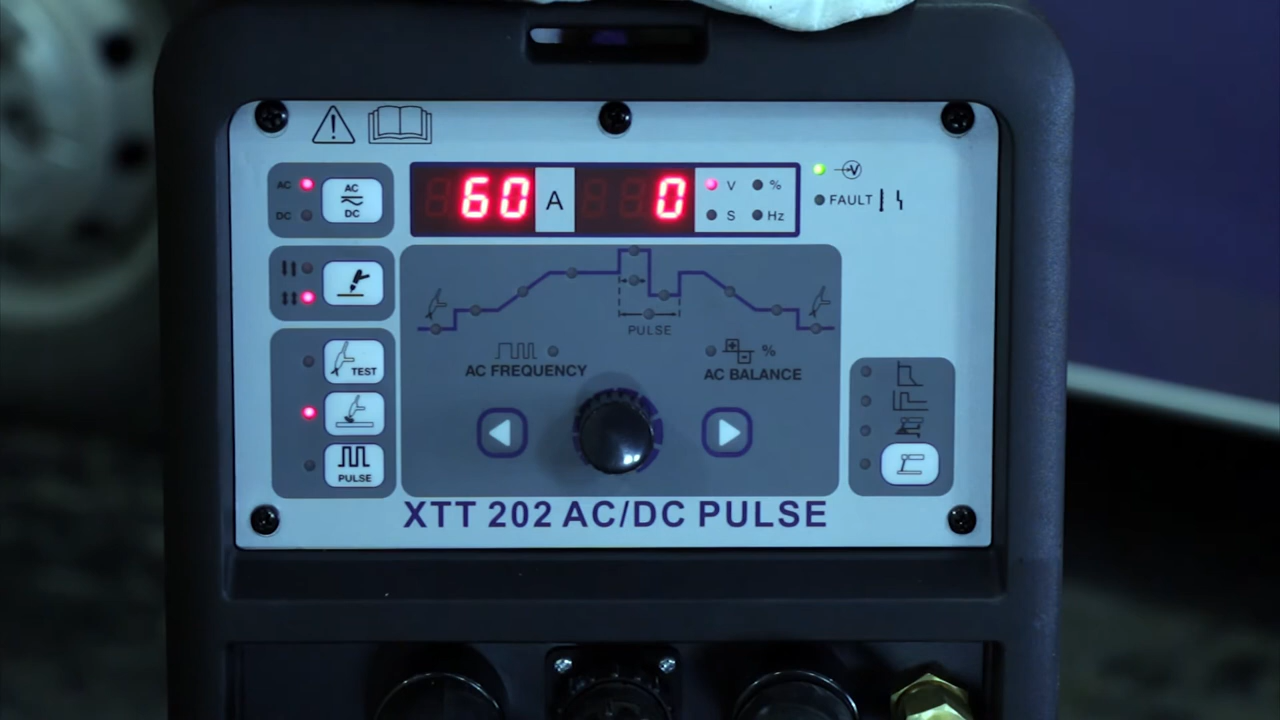 AC
DC
AC
DC
60 A 0
V %
S Hz
V
FAULT
PULSE
TEST
PULSE
AC FREQUENCY
%
AC BALANCE
XTT 202 AC/DC PULSE